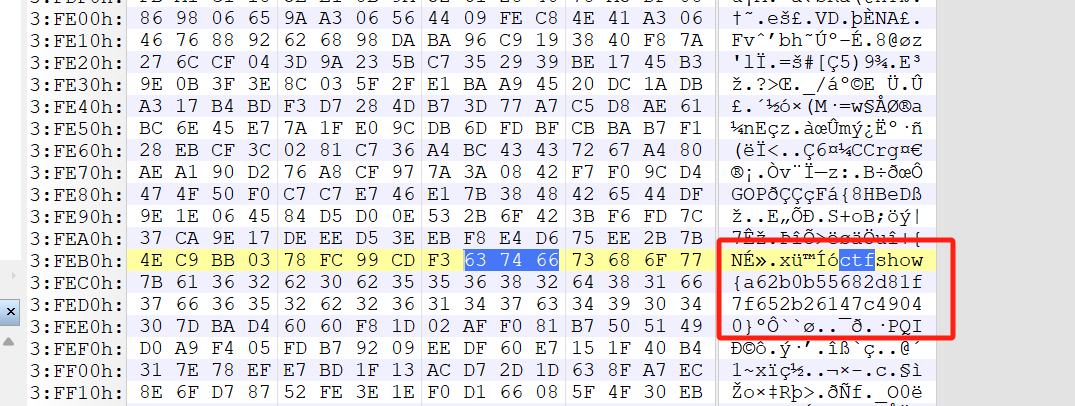 3:FE00h: 86 98 06 65 9A A3 06 56 44 09 FE C8 4E 41 A3 06 †˜.eš£.VD.þÈNA£.
3:FE10h: 46 76 88 92 62 68 98 DA BA 96 C9 19 38 40 F8 7A Fvˆ’bh˜Úº–É.8@øz
3:FE20h: 27 6C CF 04 3D 9A 23 5B C7 35 29 39 BE 17 45 B3 'lÏ.=š#[Ç5)9¾.E³
3:FE30h: 9E 0B 3F 3E 8C 03 5F 2F E1 BA A9 45 20 DC 1A DB ž.?>Œ._/áº©E Ü.Û
3:FE40h: A3 17 B4 BD F3 D7 28 4D B7 3D 77 A7 C5 D8 AE 61 £.´½ó×(M·=w§ÅØ®a
3:FE50h: BC 6E 45 E7 7A 1F E0 9C DB 6D FD BF CB BA B7 F1 ¼nEçz.àœÛmý¿Ëº·ñ
3:FE60h: 28 EB CF 3C 02 81 C7 36 A4 BC 43 43 72 67 A4 80 (ëÏ<..Ç6¤¼CCrg¤€
3:FE70h: AE A1 90 D2 76 A8 CF 97 7A 3A 08 42 F7 F0 9C D4 ®¡.Òv¨Ï—z:.B÷ðœÔ
3:FE80h: 47 4F 50 F0 C7 C7 E7 46 E1 7B 38 48 42 65 44 DF GOPðÇÇçFá{8HBeDß
3:FE90h: 9E 1E 06 45 84 D5 D0 0E 53 2B 6F 42 3B F6 FD 7C ž..E„ÕÐ.S+oB;öý|
3:FEA0h: 37 CA 9E 17 DE EE D5 3E EB F8 E4 D6 75 EE 2B 7B 7Êž.ÞîÕ>ëøäÖuî+{
3:FEB0h: 4E C9 BB 03 78 FC 99 CD F3 63 74 66 73 68 6F 77 NÉ».xü™Íóctfshow
3:FEC0h: 7B 61 36 32 62 30 62 35 35 36 38 32 64 38 31 66 {a62b0b55682d81f
3:FED0h: 37 66 36 35 32 62 32 36 31 34 37 63 34 39 30 34 7f652b26147c4904
3:FEE0h: 30 7D BA D4 60 60 F8 1D 02 AF F0 81 B7 50 51 49 0}ºÔ``ø..¯ð.·PQI
3:FEF0h: D0 A9 F4 05 FD B7 92 09 EE DF 60 E7 15 1F 40 B4 Ð©ô.ý·’.îß`ç..@´
3:FF00h: 31 7E 78 EF E7 BD 1F 13 AC D7 2D 1D 63 8F A7 EC 1~xïç½..¬×-.c.§ì
3:FF10h: 8E 6F D7 87 52 FE 3E 1E F0 D1 66 08 5F 4F 30 EB Žo×‡Rþ>.ðÑf._O0ë